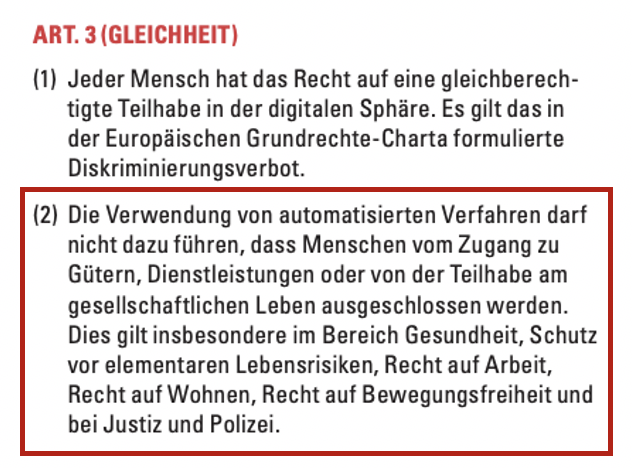 ART. 3 (GLEICHHEIT)
(1) Jeder Mensch hat das Recht auf eine gleichberech-
tigte Teilhabe in der digitalen Sphäre. Es gilt das in
der Europäischen Grundrechte-Charta formulierte
Diskriminierungsverbot.
(2) Die Verwendung von automatisierten Verfahren darf
nicht dazu führen, dass Menschen vom Zugang zu
Gütern, Dienstleistungen oder von der Teilhabe am
gesellschaftlichen Leben ausgeschlossen werden.
Dies gilt insbesondere im Bereich Gesundheit, Schutz
vor elementaren Lebensrisiken, Recht auf Arbeit,
Recht auf Wohnen, Recht auf Bewegungsfreiheit und
bei Justiz und Polizei.